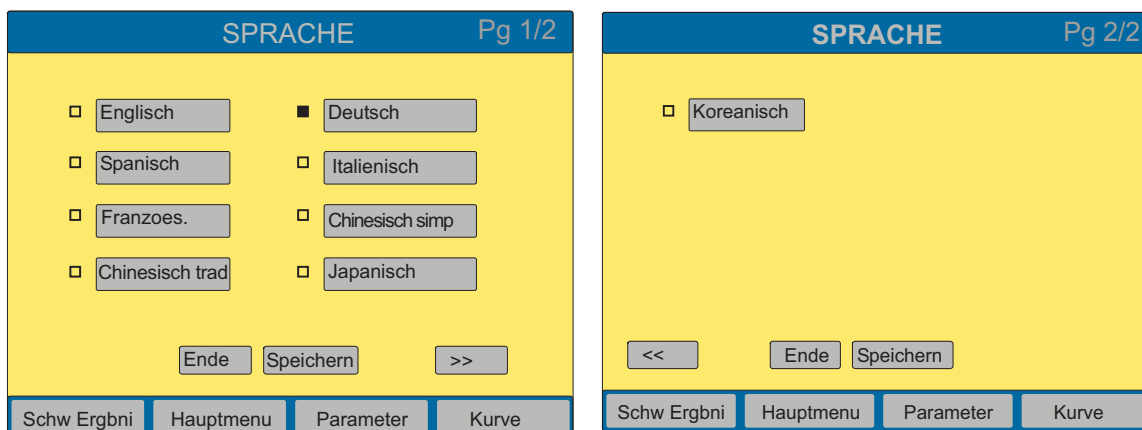 SPRACHE Pg 1/2
Englisch Deutsch
Spanisch Italienisch
Franzoes. Chinesisch simp
Chinesisch trad Japanisch
Ende Speichern >>
Schw Ergbni Hauptmenu Parameter Kurve
SPRACHE Pg 2/2
Koreanisch
<< Ende Speichern
Schw Ergbni Hauptmenu Parameter Kurve